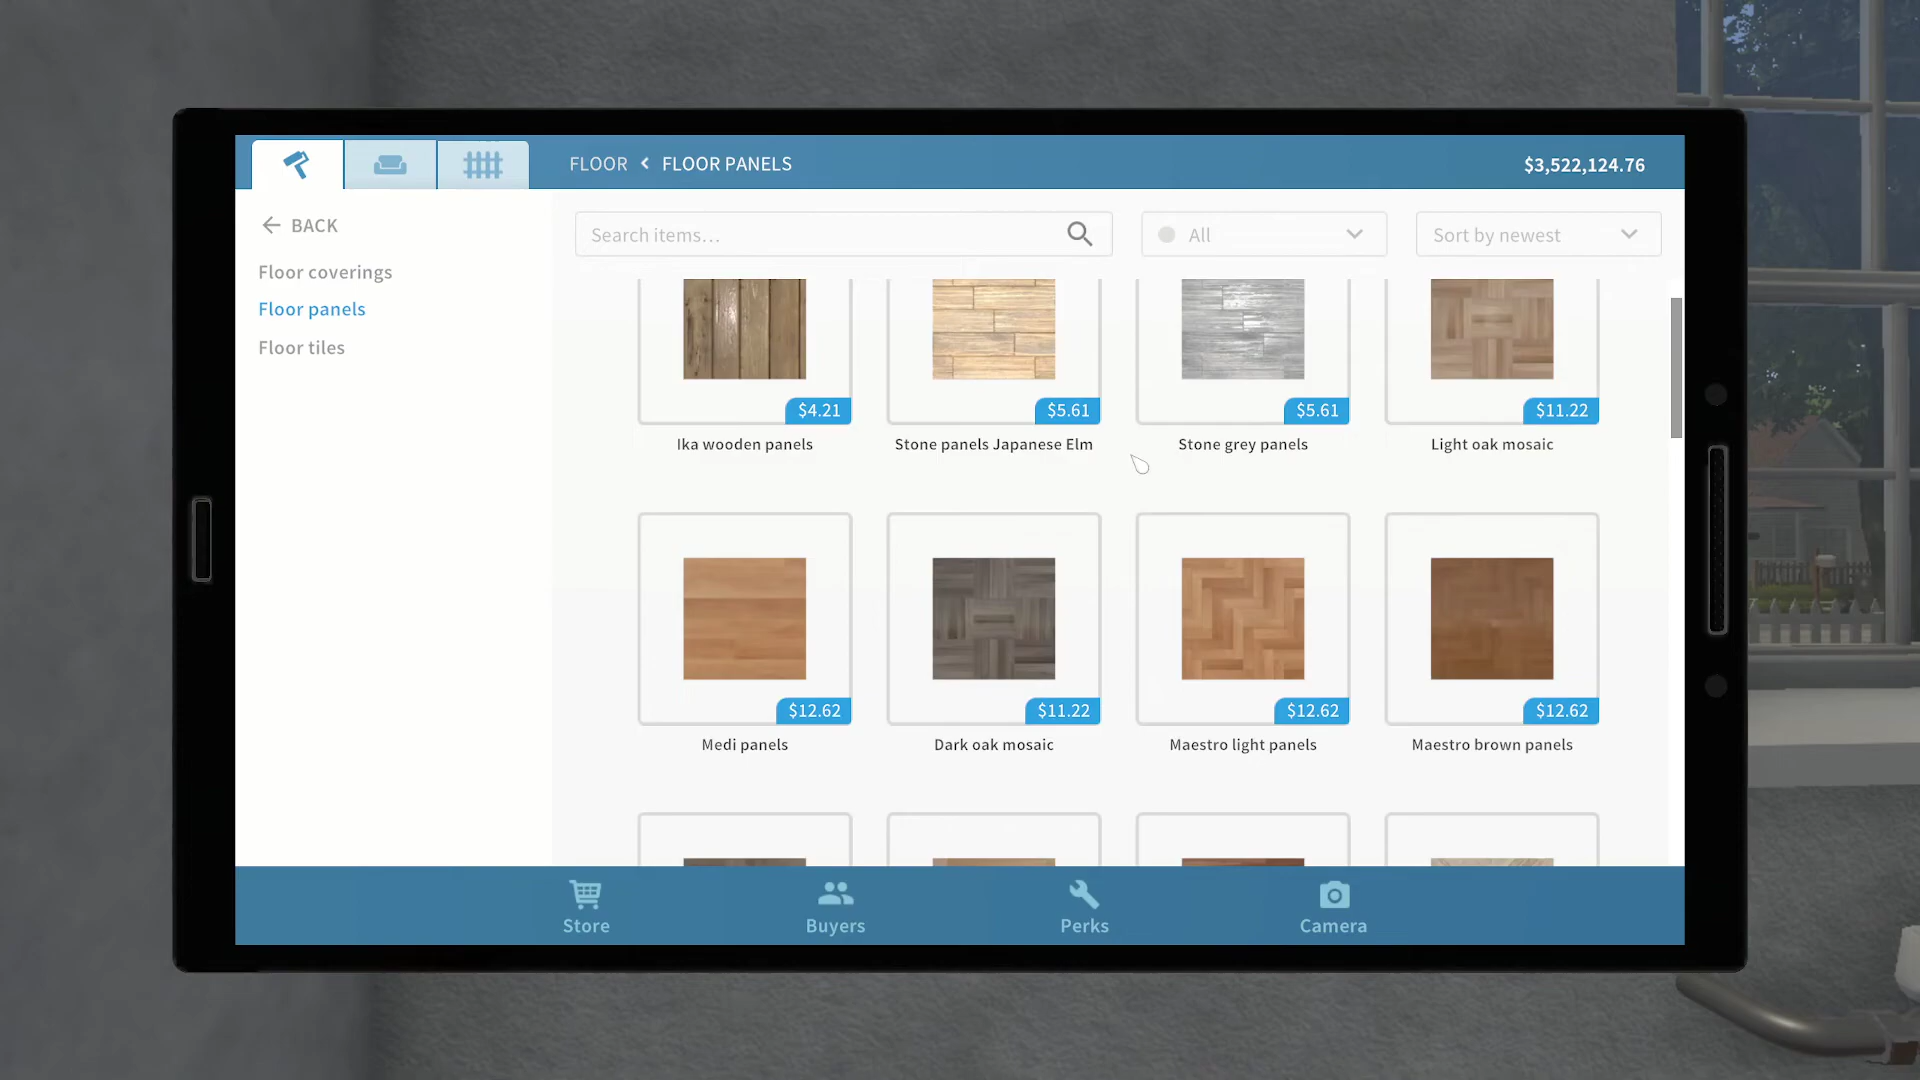 FLOOR < FLOOR PANELS
$3,522,124.76
BACK
Floor coverings
Floor panels
Floor tiles
Search items...
All
Sort by newest
$4.21
$5.61
$5.61
$11.22
Ika wooden panels
Stone panels Japanese Elm
Stone grey panels
Light oak mosaic
$12.62
$11.22
$12.62
$12.62
Medi panels
Dark oak mosaic
Maestro light panels
Maestro brown panels
Store
Buyers
Perks
Camera